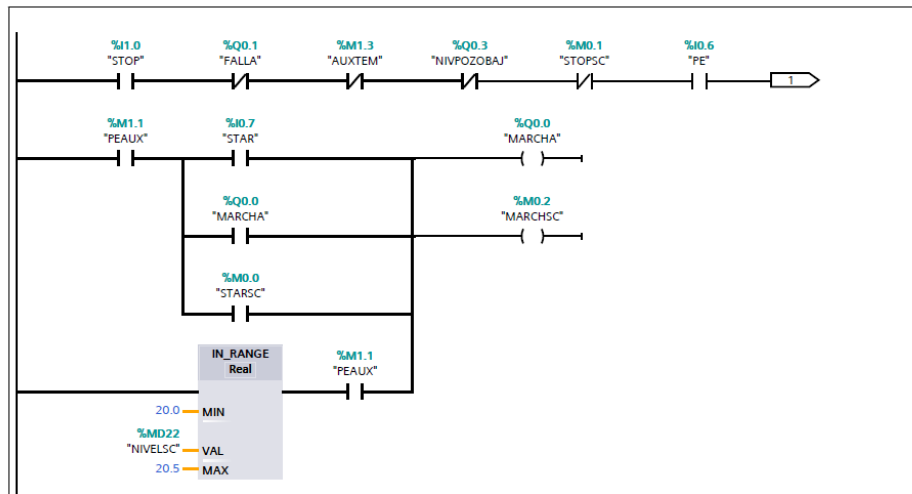 %I1.0 %Q0.1 %M1.3 %Q0.3 %M0.1 %I0.6
"STOP" "FALLA" "AUXTEM" "NIVPOZOBAJ" "STOPSC" "PE"
1
%M1.1 %I0.7 %Q0.0
"PEAUX" "STAR" "MARCHA"
%Q0.0 %M0.2
"MARCHA" "MARCHSC"
%M0.0
"STARSC"
IN_RANGE %M1.1
Real "PEAUX"
20.0 MIN
%MD22
"NIVELSC" VAL
20.5 MAX